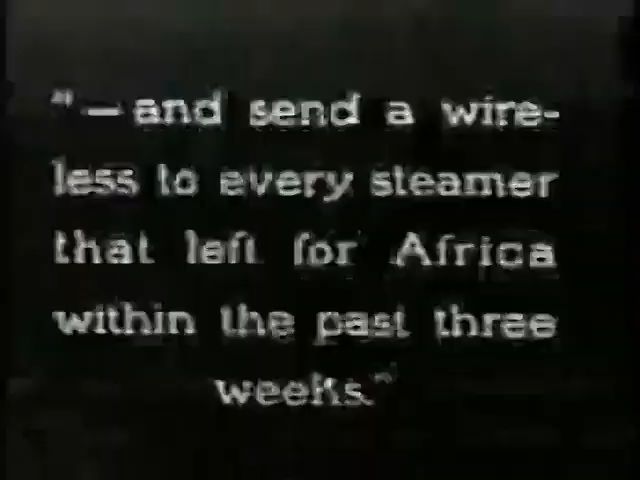 "—and send a wire-
less to every steamer
that left for Africa
within the past three
weeks."